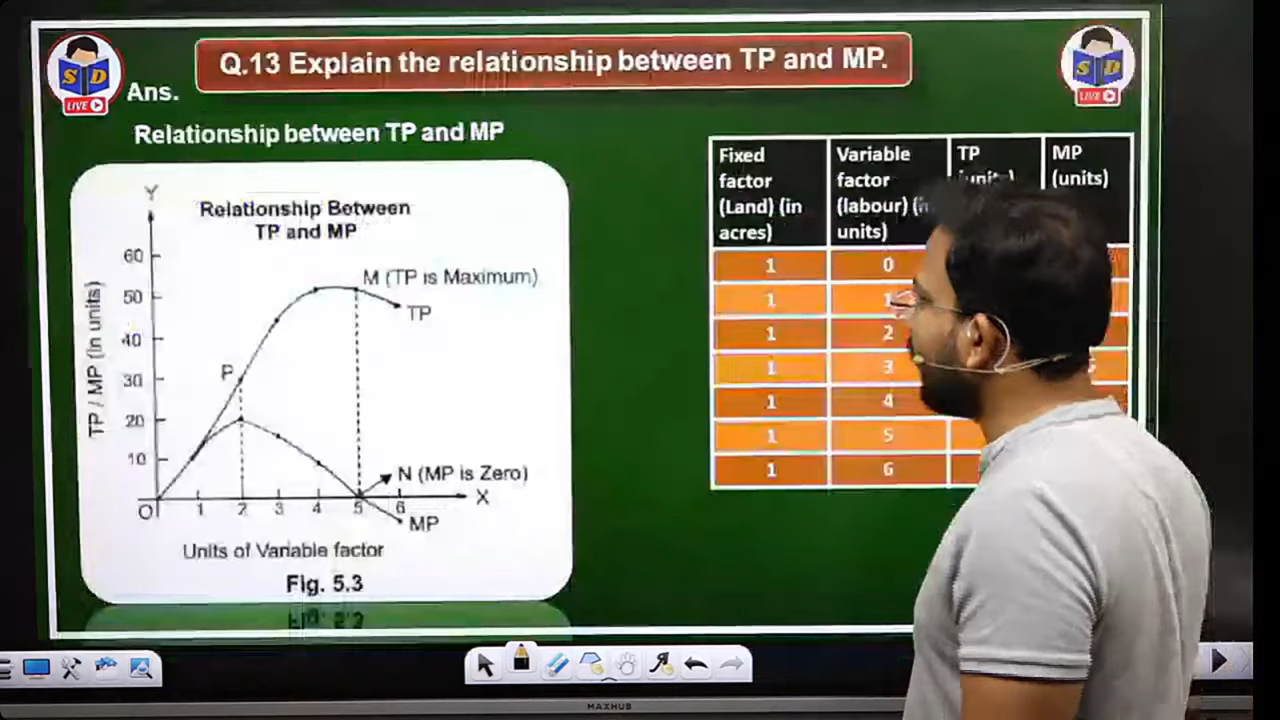 Q.13 Explain the relationship between TP and MP.
Ans.
Relationship between TP and MP
S D
LIVE
S D
LIVE
Y
Relationship Between
TP and MP
60
50
40
30
20
10
TP / MP (in units)
M (TP is Maximum)
TP
P
N (MP is Zero)
X
O 1 2 3 4 5 6
MP
Units of Variable factor
Fig. 5.3
Fixed factor (Land) (in acres)
Variable factor (labour) units)
TP
MP (units)
1 0
1 1
1 2
1 3
1 4
1 5
1 6
MAXHUB